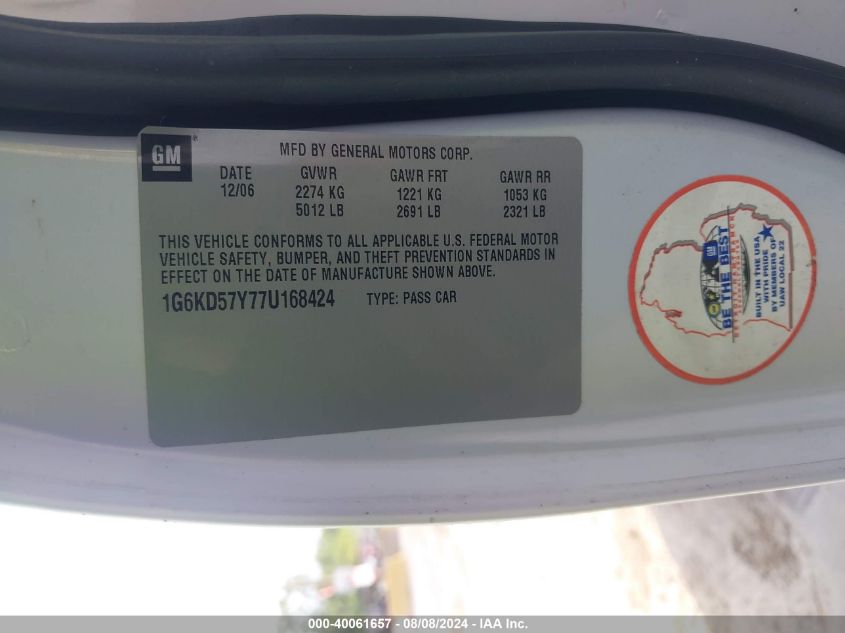 GM
MFD BY GENERAL MOTORS CORP.
DATE GVWR GAWR FRT GAWR RR
12/06 2274 KG 1221 KG 1053 KG
5012 LB 2691 LB 2321 LB
THIS VEHICLE CONFORMS TO ALL APPLICABLE U.S. FEDERAL MOTOR
VEHICLE SAFETY, BUMPER, AND THEFT PREVENTION STANDARDS IN
EFFECT ON THE DATE OF MANUFACTURE SHOWN ABOVE.
1G6KD57Y77U168424 TYPE: PASS CAR
GM
BE THE BEST
BUILT IN THE USA
WITH PRIDE
BY MEMBERS OF
UAW LOCAL 22
000-40061657 - 08/08/2024 - IAA Inc.